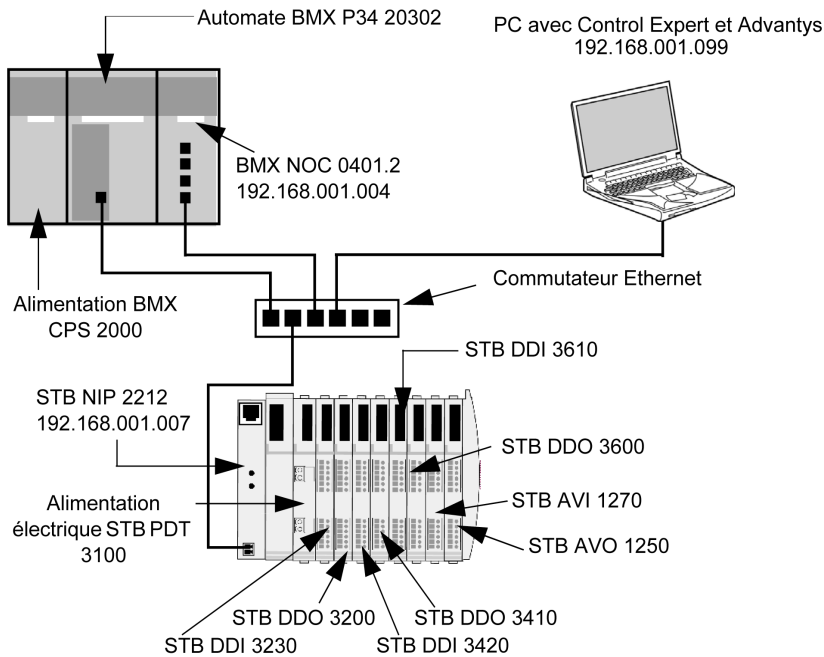 Automate BMX P34 20302
PC avec Control Expert et Advantys
192.168.001.099
BMX NOC 0401.2
192.168.001.004
Commutateur Ethernet
Alimentation BMX
CPS 2000
STB DDI 3610
STB NIP 2212
192.168.001.007
STB DDO 3600
Alimentation
électrique STB PDT
3100
STB AVI 1270
STB AVO 1250
STB DDO 3200
STB DDO 3410
STB DDI 3230
STB DDI 3420